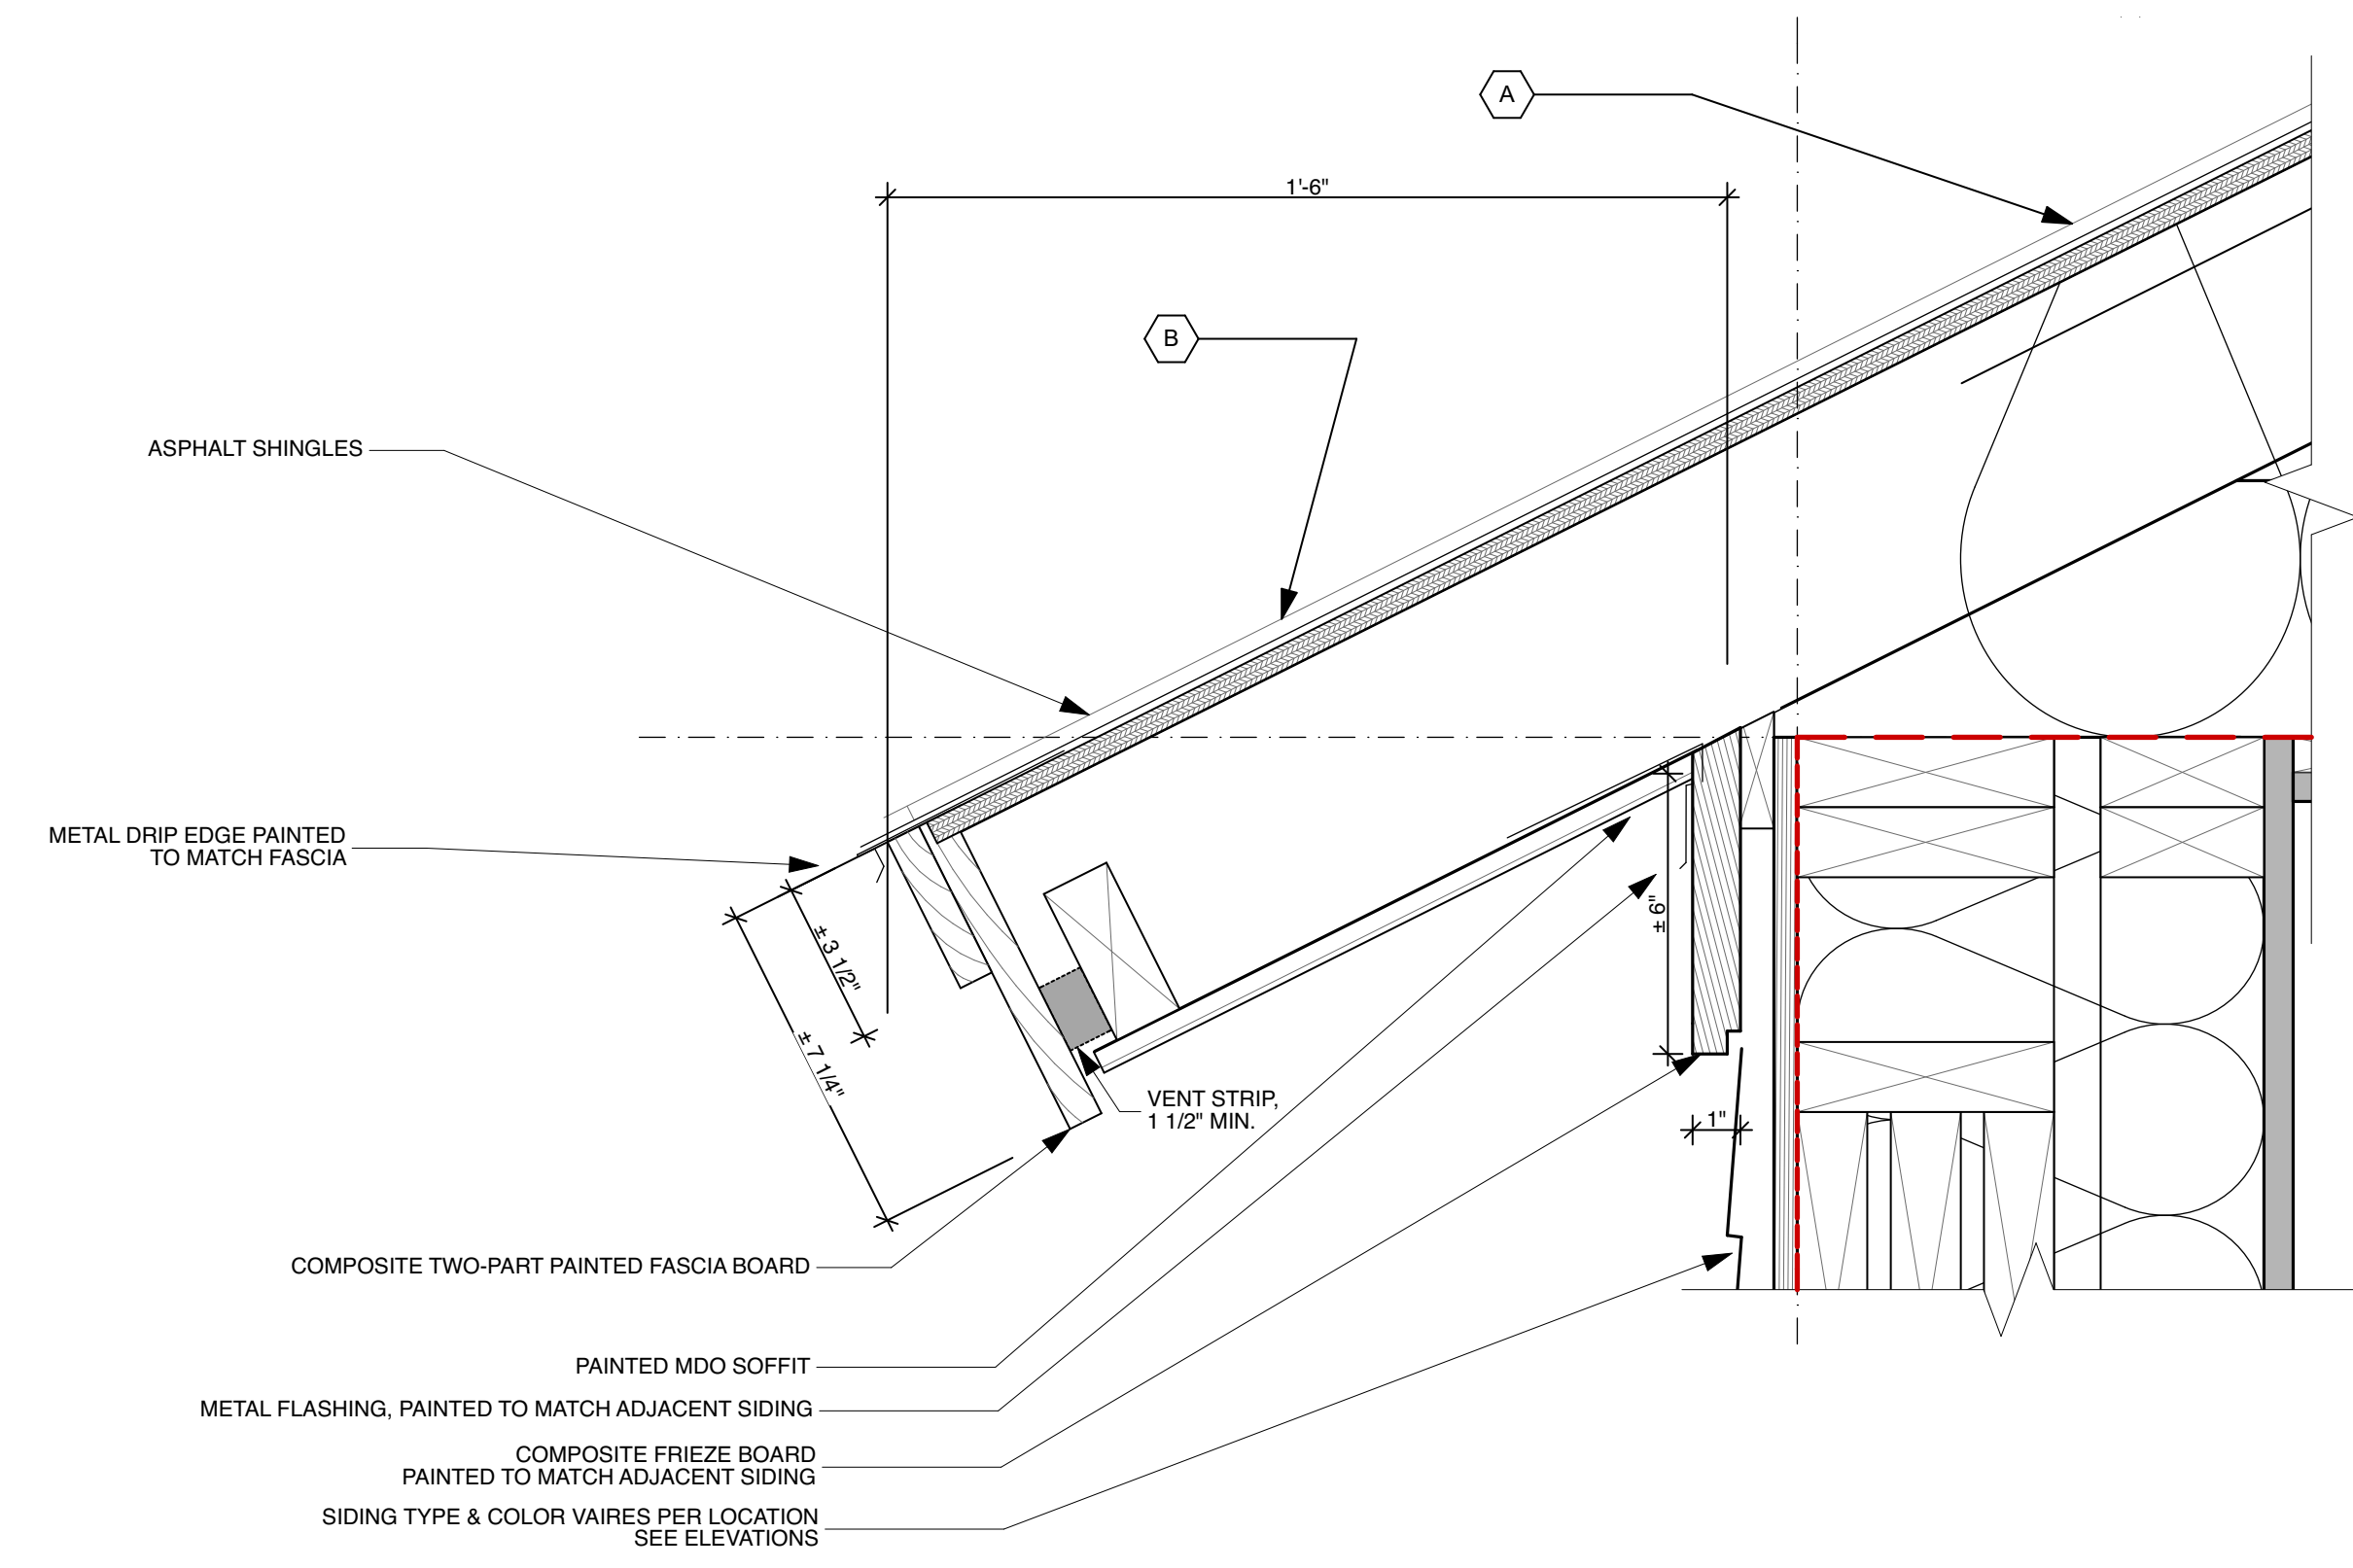 A
1'-6"
B
ASPHALT SHINGLES
METAL DRIP EDGE PAINTED
TO MATCH FASCIA
± 3 1/2"
± 7 1/4"
± 6"
VENT STRIP,
1 1/2" MIN.
1"
COMPOSITE TWO-PART PAINTED FASCIA BOARD
PAINTED MDO SOFFIT
METAL FLASHING, PAINTED TO MATCH ADJACENT SIDING
COMPOSITE FRIEZE BOARD
PAINTED TO MATCH ADJACENT SIDING
SIDING TYPE & COLOR VAIRES PER LOCATION
SEE ELEVATIONS